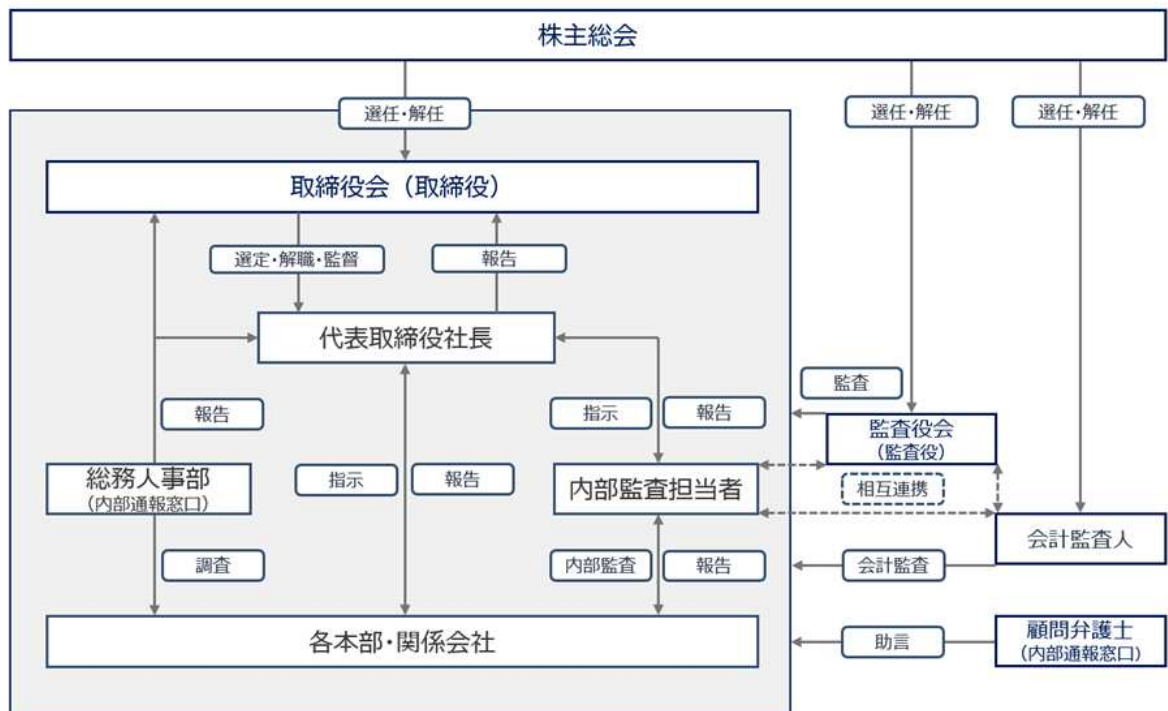 株主総会
選任・解任
選任・解任
選任・解任
取締役会（取締役）
選定・解職・監督
報告
代表取締役社長
監査
報告
指示
報告
監査役会
（監査役）
総務人事部
（内部通報窓口）
指示
報告
内部監査担当者
相互連携
会計監査人
調査
内部監査
報告
会計監査
各本部・関係会社
助言
顧問弁護士
（内部通報窓口）